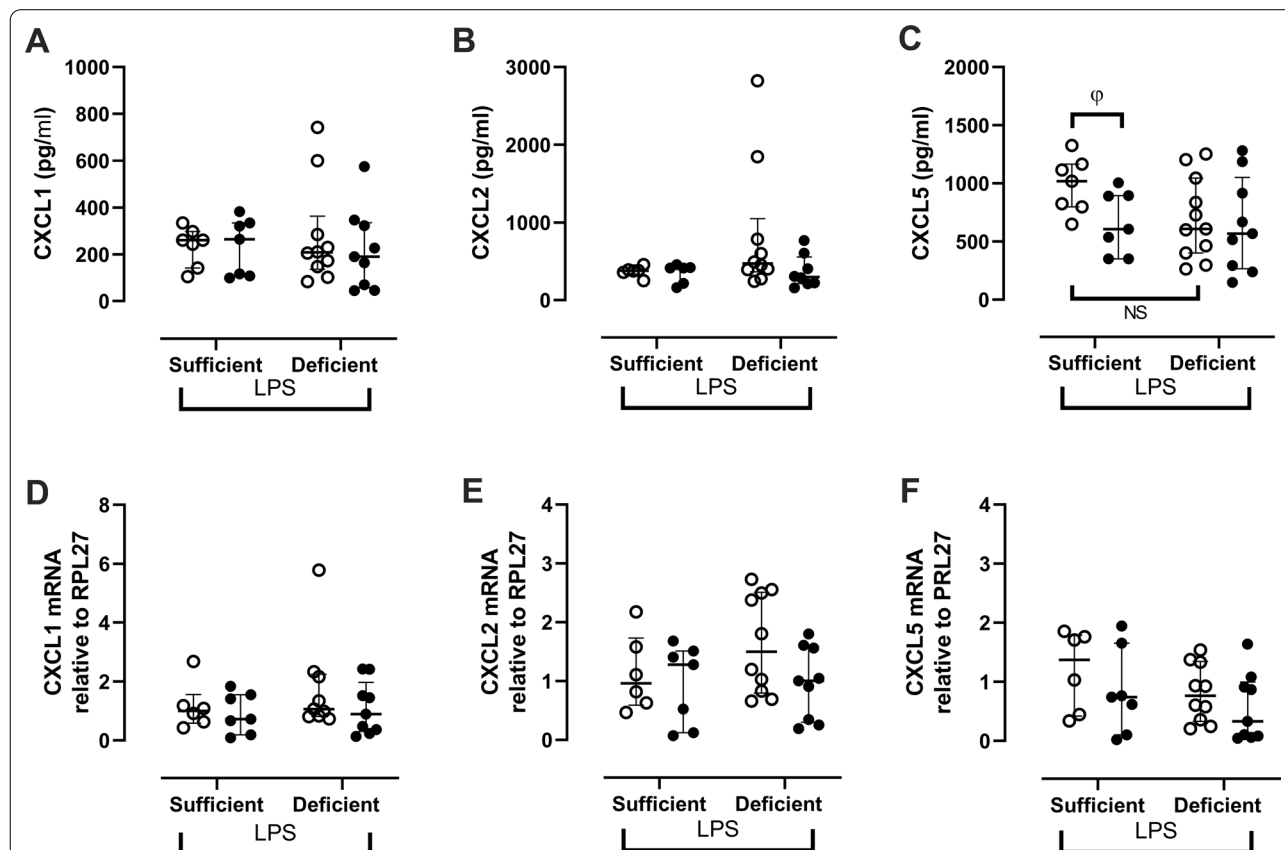 A
CXCL1 (pg/ml)
1000
800
600
400
200
0
Sufficient Deficient
LPS
B
CXCL2 (pg/ml)
3000
2000
1000
0
Sufficient Deficient
LPS
C
CXCL5 (pg/ml)
2000
1500
1000
500
0
φ
NS
Sufficient Deficient
LPS
D
CXCL1 mRNA
relative to RPL27
8
6
4
2
0
Sufficient Deficient
LPS
E
CXCL2 mRNA
relative to RPL27
4
3
2
1
0
Sufficient Deficient
LPS
F
CXCL5 mRNA
relative to PRL27
4
3
2
1
0
Sufficient Deficient
LPS